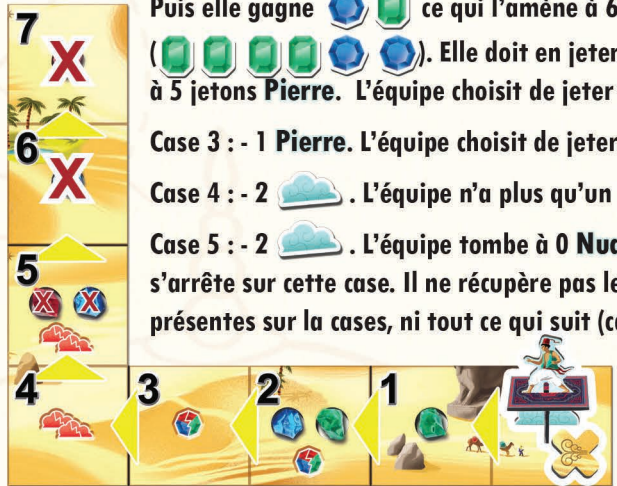 Puis elle gagne ce qui l'amène à 6
( ). Elle doit en jeter
à 5 jetons Pierre. L'équipe choisit de jeter
Case 3 : - 1 Pierre. L'équipe choisit de jeter
Case 4 : - 2 . L'équipe n'a plus qu'un
Case 5 : - 2 . L'équipe tombe à 0
s'arrête sur cette case. Il ne récupère pas
présentes sur la cases, ni tout ce qui suit
7
X
6
X
5
X X
4
3
2
1